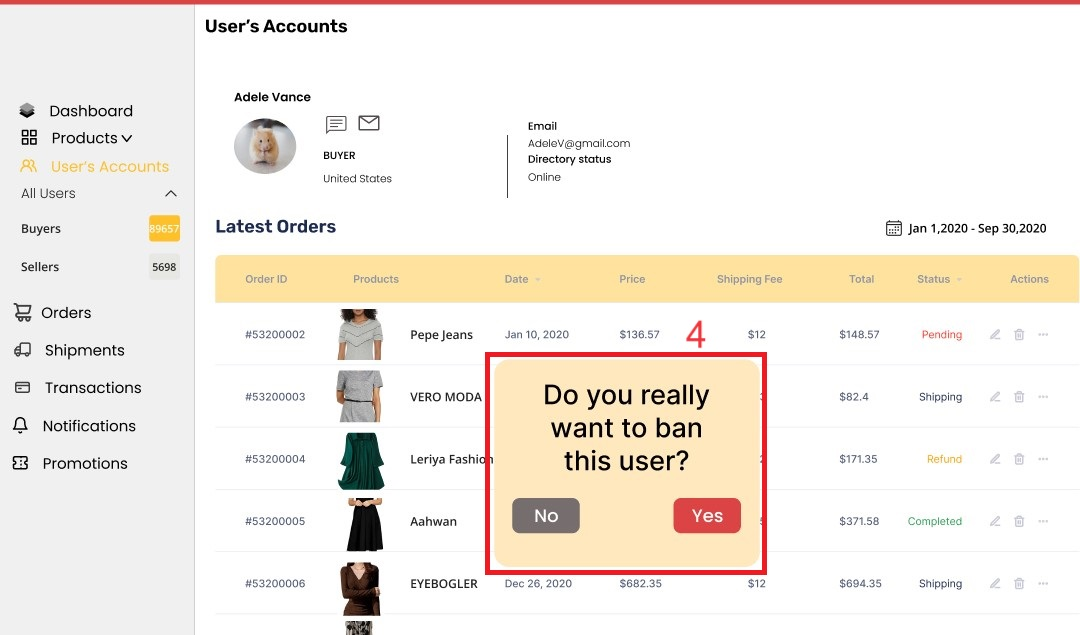 User's Accounts
Adele Vance
BUYER
United States
Email
AdeleV@gmail.com
Directory status
Online
Dashboard
Products
User's Accounts
All Users
Buyers 89657
Sellers 5698
Orders
Shipments
Transactions
Notifications
Promotions
Latest Orders
Jan 1,2020 - Sep 30,2020
Order ID Products Date Price Shipping Fee Total Status Actions
#53200002 Pepe Jeans Jan 10, 2020 $136.57 $12 $148.57 Pending
4
#53200003 VERO MODA $82.4 Shipping
#53200004 Leriya Fashion $171.35 Refund
#53200005 Aahwan $371.58 Completed
#53200006 EYEBOGLER Dec 26, 2020 $682.35 $12 $694.35 Shipping
Do you really
want to ban
this user?
No Yes